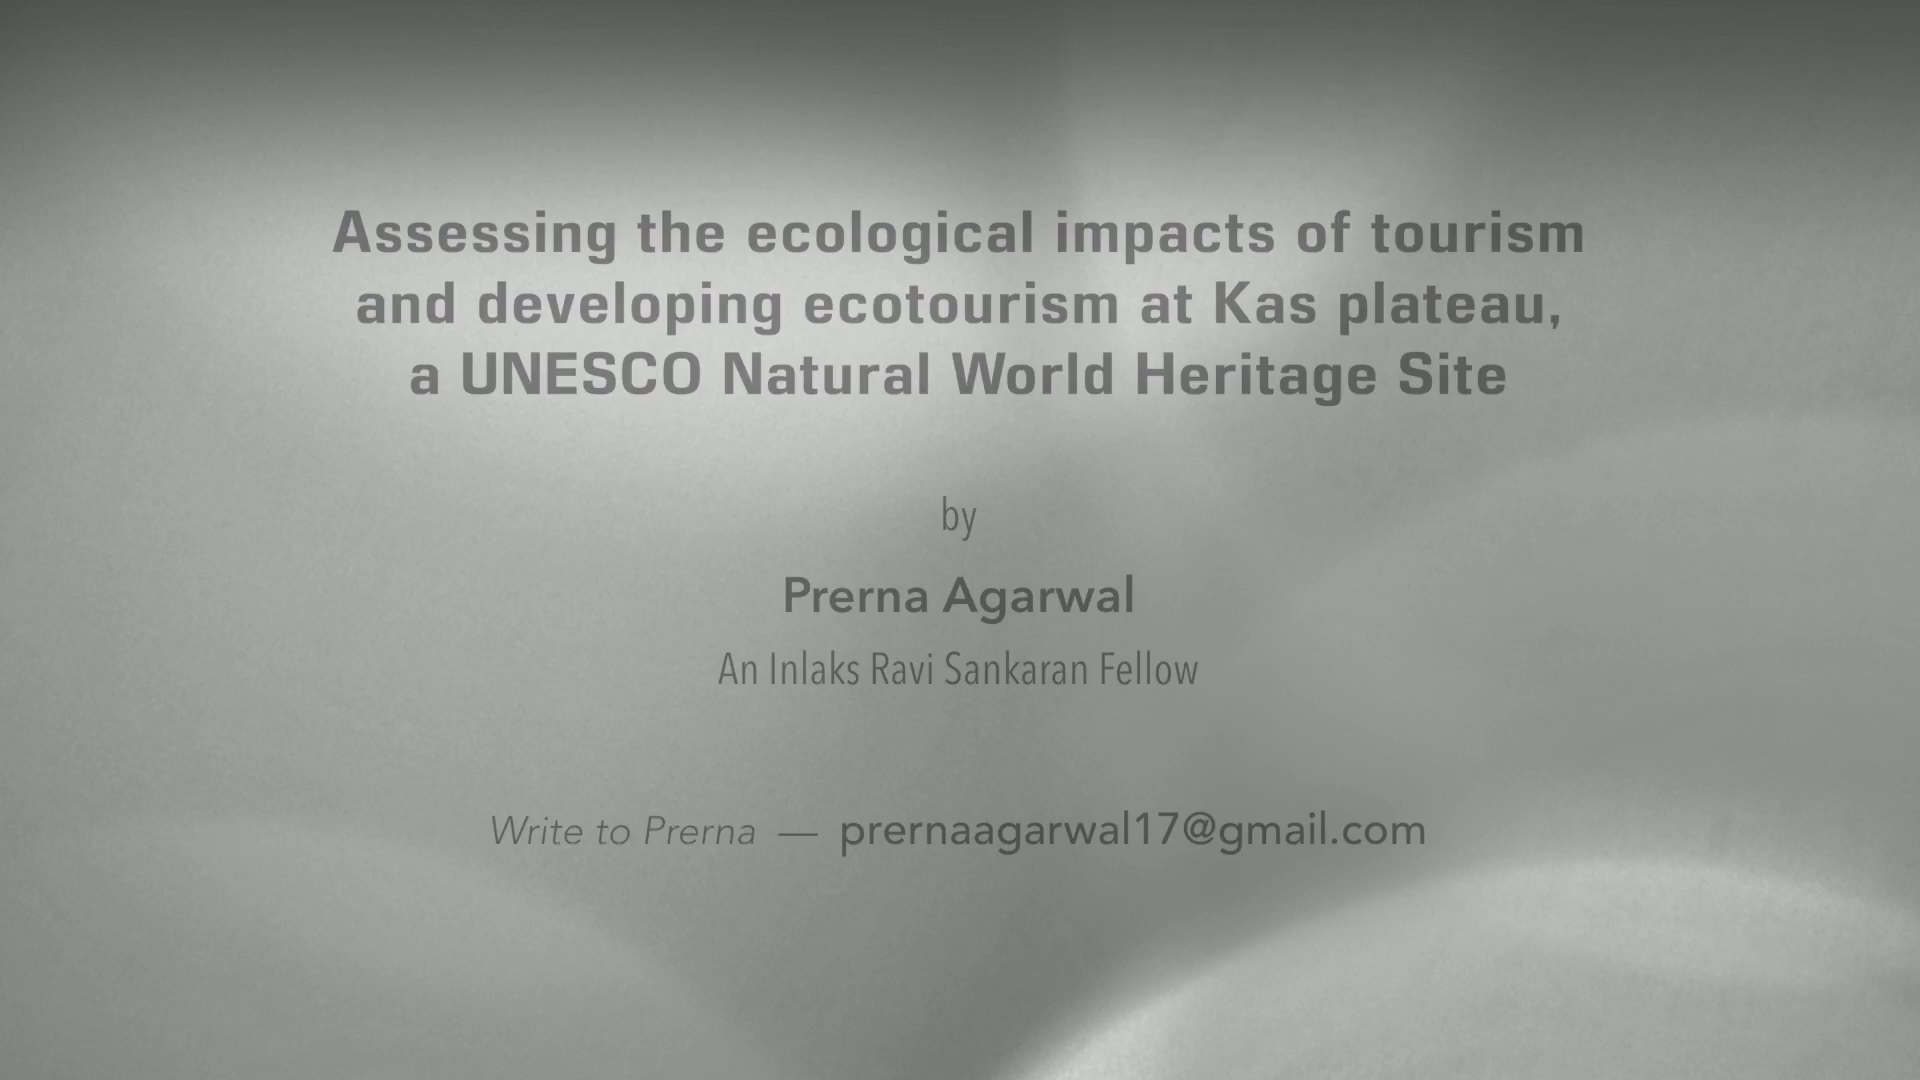 Assessing the ecological impacts of tourism
and developing ecotourism at Kas plateau,
a UNESCO Natural World Heritage Site
by
Prerna Agarwal
An Inlaks Ravi Sankaran Fellow
Write to Prerna — prernaagarwal17@gmail.com